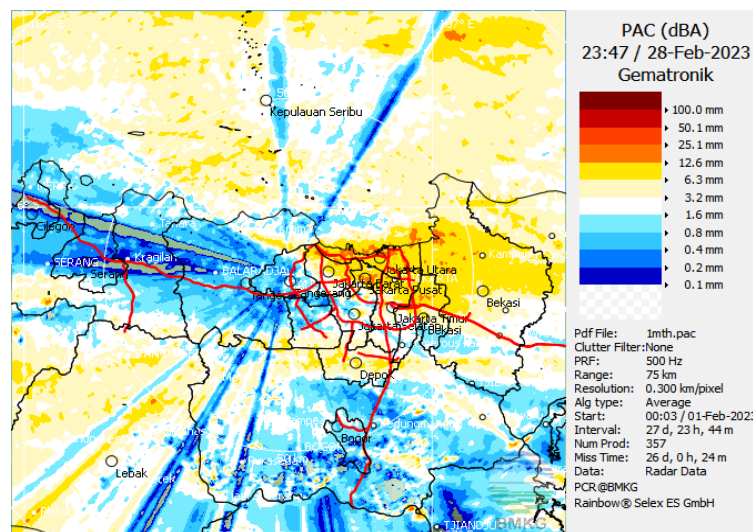 PAC (dBA)
23:47 / 28-Feb-2023
Gematronik
100.0 mm
50.1 mm
25.1 mm
12.6 mm
6.3 mm
3.2 mm
1.6 mm
0.8 mm
0.4 mm
0.2 mm
0.1 mm
Pdf File: 1mth.pac
Clutter Filter: None
PRF: 500 Hz
Range: 75 km
Resolution: 0.300 km/pixel
Alg type: Average
Start: 00:03 / 01-Feb-2023
Interval: 27 d, 23 h, 44 m
Num Prod: 357
Miss Time: 26 d, 0 h, 24 m
Data: Radar Data
PCR@BMKG
Rainbow® Selex ES GmbH
Kepulauan Seribu
Cilegon
SERANG
Serang
Kragilan
BALARADJA
Tangerang
Jakarta Utara
Jakarta Barat
Jakarta Pusat
Jakarta Timur
Jakarta Selatan
Bekasi
Bekasi
Depok
Bogor
Lebak
TJIANDJU
BMKG